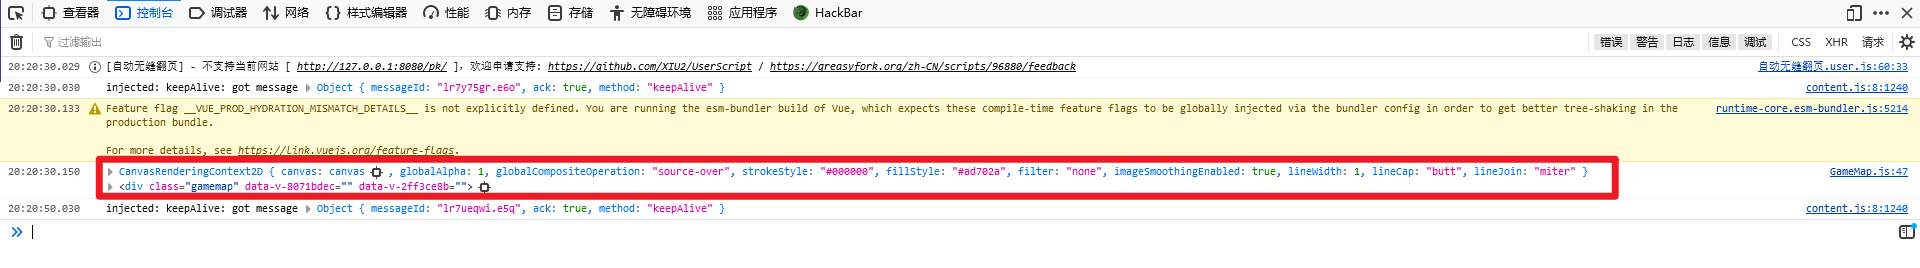 查看器 控制台 调试器 网络 样式编辑器 性能 内存 存储 无障碍环境 应用程序 HackBar
过滤输出 错误 警告 日志 信息 调试 CSS XHR 请求
20:20:30.029 [自动无缝翻页] - 不支持当前网站 [ http://127.0.0.1:8080/pk/ ], 欢迎申请支持: https://github.com/XIU2/UserScript / https://greasyfork.org/zh-CN/scripts/96880/feedback 自动无缝翻页.user.js:60:33
20:20:30.030 injected: keepAlive: got message Object { messageId: "lr7y75gr.e6o", ack: true, method: "keepAlive" } content.js:8:1240
20:20:30.133 Feature flag __VUE_PROD_HYDRATION_MISMATCH_DETAILS__ is not explicitly defined. You are running the esm-bundler build of Vue, which expects these compile-time feature flags to be globally injected via the bundler config in order to get better tree-shaking in the runtime-core.esm-bundler.js:5214
production bundle.
For more details, see https://link.vuejs.org/feature-flags.
20:20:30.150 CanvasRenderingContext2D { canvas: canvas , globalAlpha: 1, globalCompositeOperation: "source-over", strokeStyle: "#000000", fillStyle: "#ad702a", filter: "none", imageSmoothingEnabled: true, lineWidth: 1, lineCap: "butt", lineJoin: "miter" } GameMap.js:47
<div class="gamemap" data-v-8071bdec="" data-v-2ff3ce8b="">
20:20:50.030 injected: keepAlive: got message Object { messageId: "lr7ueqwi.e5q", ack: true, method: "keepAlive" } content.js:8:1240